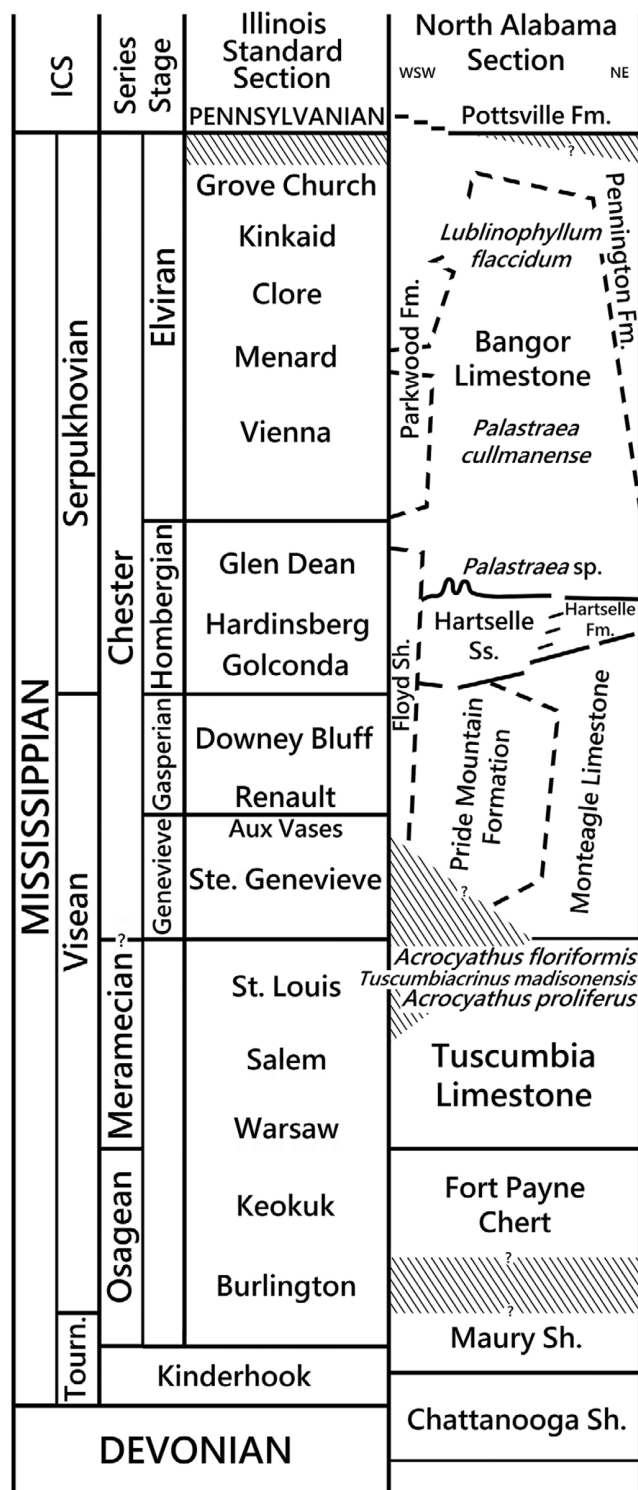 ICS
Series
Stage
Illinois
Standard
Section
PENNSYLVANIAN
North Alabama
Section
WSW
NE
Pottsville Fm.
MISSISSIPPIAN
Serpukhovian
Visean
Tourn.
Chester
Meramecian
Osagean
Elviran
Hombergian
Gasperian
Genevieve
?
Grove Church
Kinkaid
Clore
Menard
Vienna
Glen Dean
Hardinsberg
Golconda
Downey Bluff
Renault
Aux Vases
Ste. Genevieve
St. Louis
Salem
Warsaw
Keokuk
Burlington
Kinderhook
DEVONIAN
?
Pennington Fm.
Lublinophyllum
flaccidum
Parkwood Fm.
Bangor
Limestone
Palastraea
cullmanense
Palastraea sp.
Hartselle
Ss.
Hartselle
Fm.
Floyd Sh.
Pride Mountain
Formation
Monteagle Limestone
?
Acrocyathus floriformis
Tuscumbiacrinus madisonensis
Acrocyathus proliferus
Tuscumbia
Limestone
Fort Payne
Chert
?
?
Maury Sh.
Chattanooga Sh.